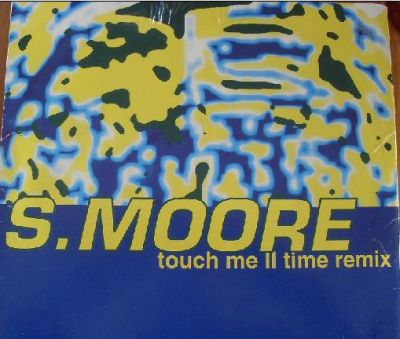 S.MOORE
touch me II time remix